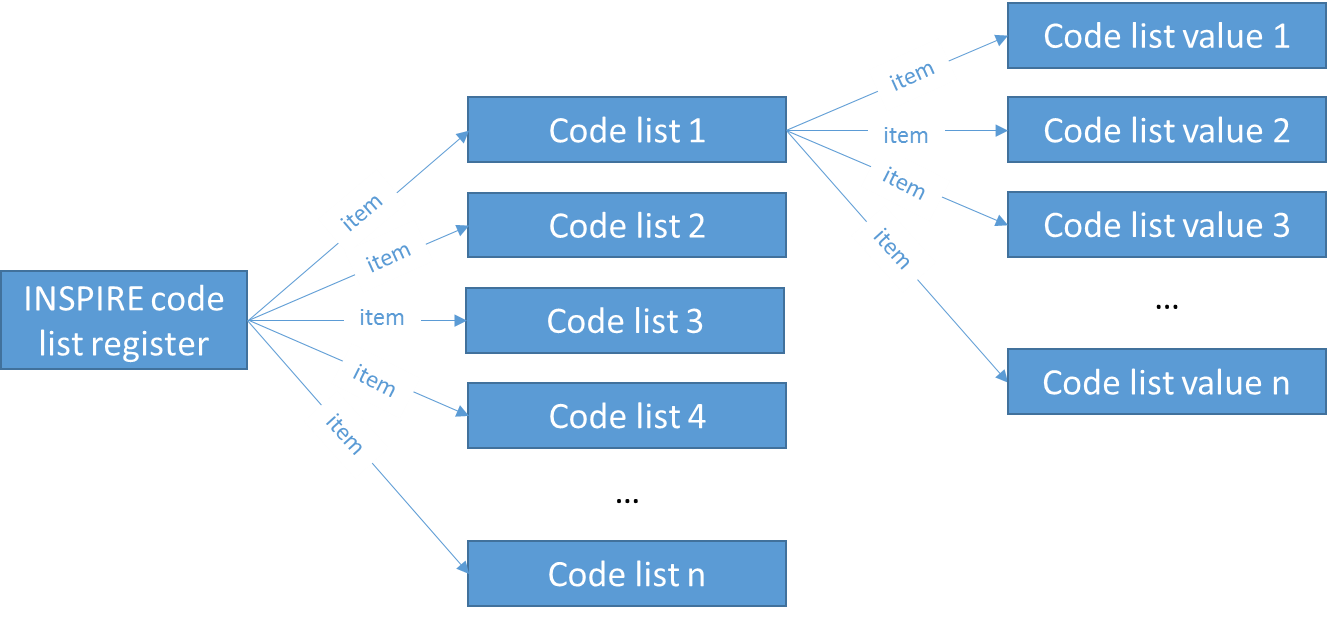 INSPIRE code
list register
item
item
item
item
item
Code list 1
Code list 2
Code list 3
Code list 4
...
Code list n
item
item
item
item
Code list value 1
Code list value 2
Code list value 3
...
Code list value n